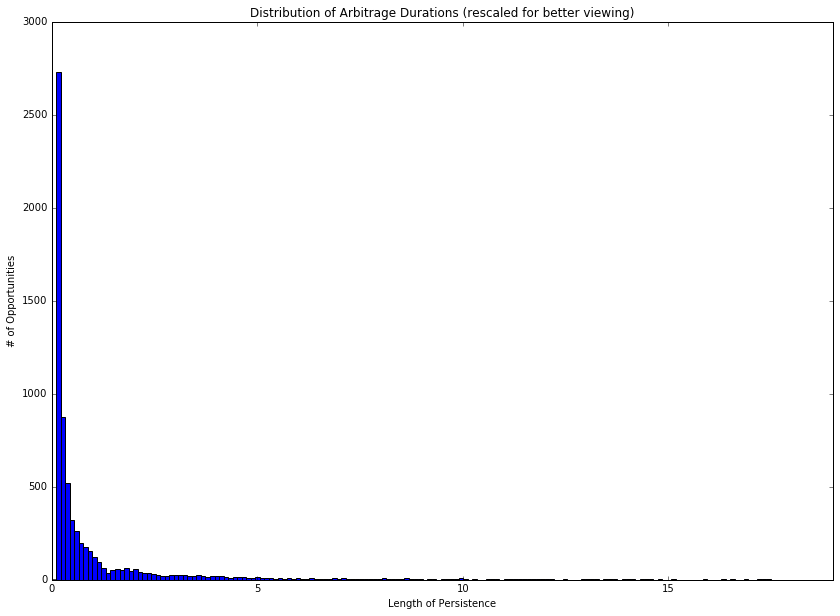 Distribution of Arbitrage Durations (rescaled for better viewing)
3000
2500
2000
1500
1000
500
0
# of Opportunities
0 5 10 15
Length of Persistence